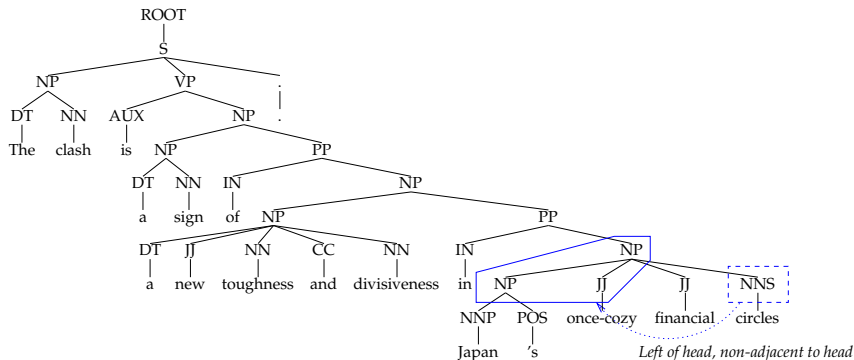 ROOT
S
NP VP .
DT NN AUX NP .
The clash is NP PP
DT NN IN NP
a sign of NP PP
DT JJ NN CC NN IN NP
a new toughness and divisiveness in NP JJ JJ NNS
NNP POS once-cozy financial circles
Japan 's Left of head, non-adjacent to head